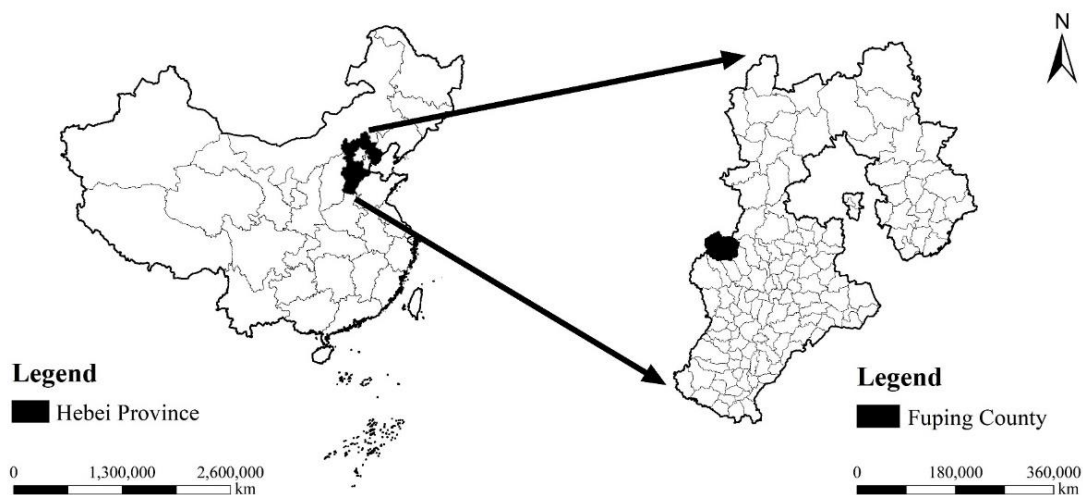 N
Legend
Hebei Province
0 1,300,000 2,600,000
km
Legend
Fuping County
0 180,000 360,000
km